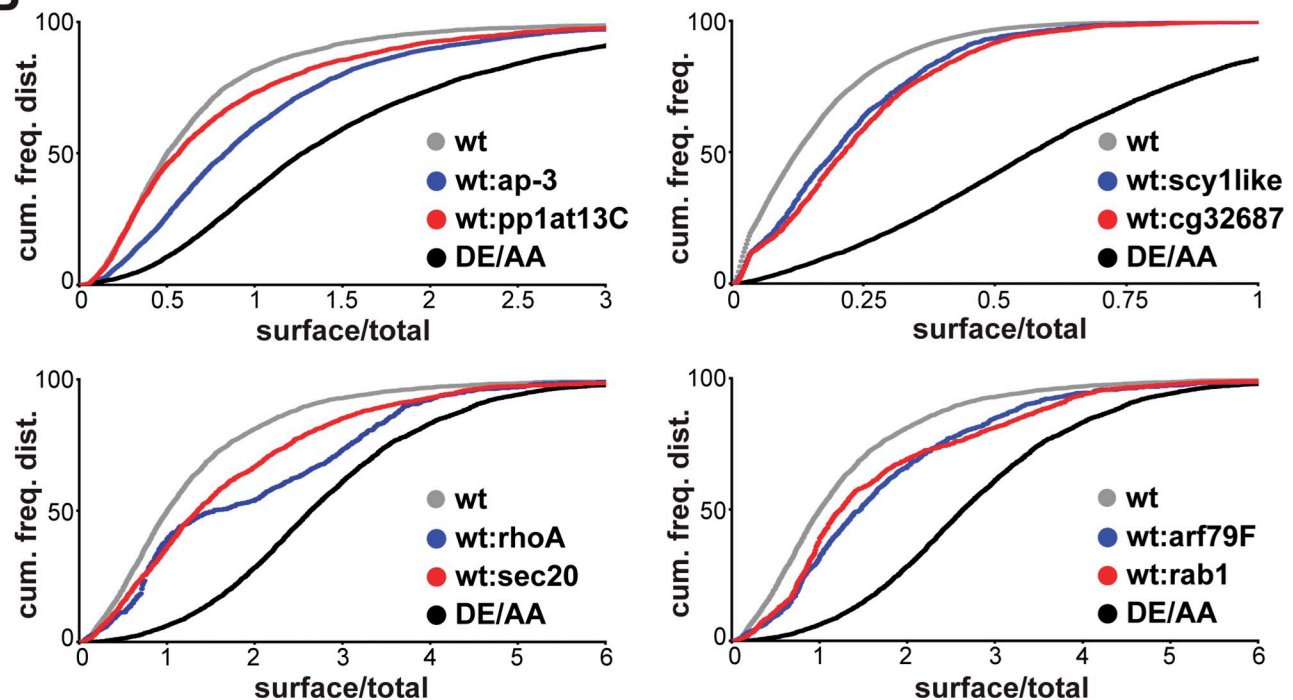 100
50
0
cum. freq. dist.
wt
wt:ap-3
wt:pp1at13C
DE/AA
0 0.5 1 1.5 2 2.5 3
surface/total
100
50
0
cum. freq.
wt
wt:scy1like
wt:cg32687
DE/AA
0 0.25 0.5 0.75 1
surface/total
100
50
0
cum. freq. dist.
wt
wt:rhoA
wt:sec20
DE/AA
0 1 2 3 4 5 6
surface/total
100
50
0
cum. freq. dist.
wt
wt:arf79F
wt:rab1
DE/AA
0 1 2 3 4 5 6
surface/total